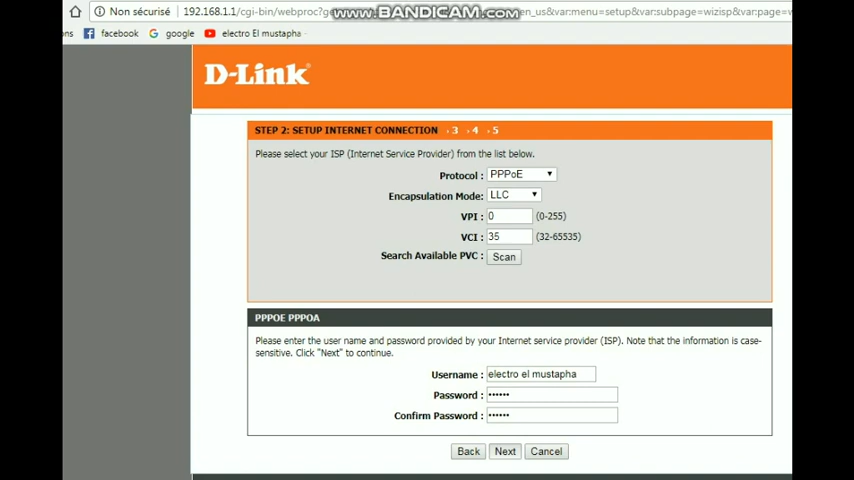 Non sécurisé 192.168.1.1/cgi-bin/webproc?ge
en_us&var:menu=setup&var:subpage=wizisp&var:page=w
www.BANDICAM.com
ns facebook google electro El mustapha
D-Link
STEP 2: SETUP INTERNET CONNECTION › 3 › 4 › 5
Please select your ISP (Internet Service Provider) from the list below.
Protocol : PPPoE
Encapsulation Mode: LLC
VPI : 0 (0-255)
VCI : 35 (32-65535)
Search Available PVC : Scan
PPPOE PPPOA
Please enter the user name and password provided by your Internet service provider (ISP). Note that the information is case-
sensitive. Click "Next" to continue.
Username : electro el mustapha
Password : ••••••
Confirm Password : ••••••
Back Next Cancel